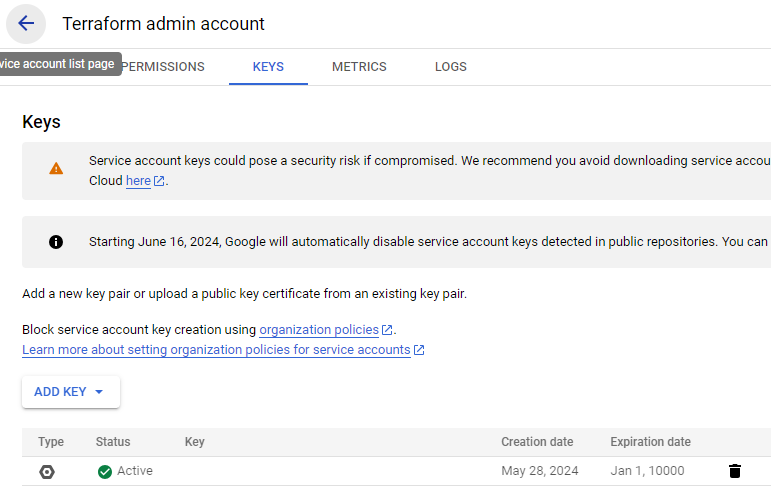 Terraform admin account
vice account list page
PERMISSIONS KEYS METRICS LOGS
Keys
Service account keys could pose a security risk if compromised. We recommend you avoid downloading service accou
Cloud here.
Starting June 16, 2024, Google will automatically disable service account keys detected in public repositories. You can
Add a new key pair or upload a public key certificate from an existing key pair.
Block service account key creation using organization policies.
Learn more about setting organization policies for service accounts
ADD KEY
Type Status Key Creation date Expiration date
Active May 28, 2024 Jan 1, 10000